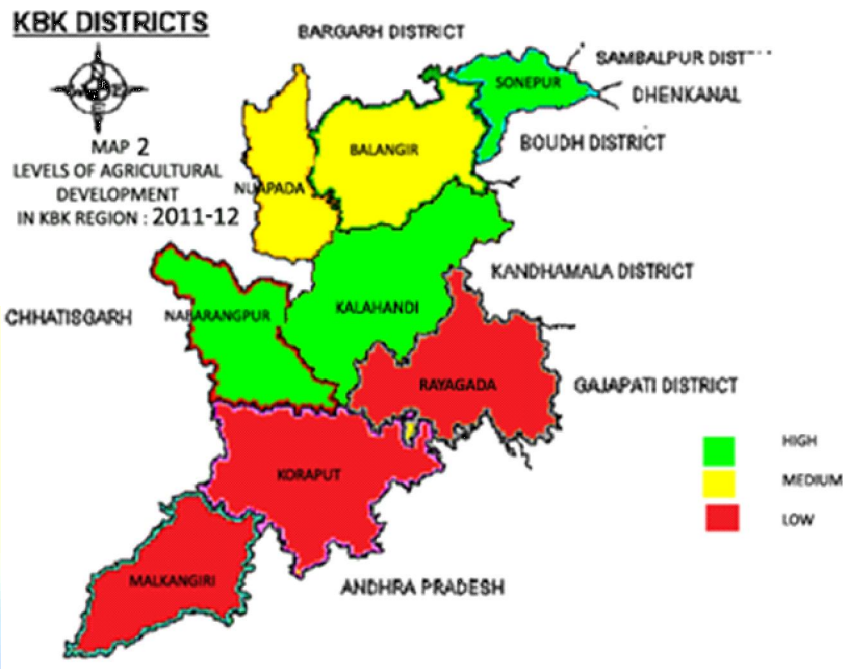 KBK DISTRICTS
BARGARH DISTRICT
SAMBALPUR DIST
SONEPUR
DHENKANAL
N
MAP 2
LEVELS OF AGRICULTURAL
DEVELOPMENT
IN KBK REGION : 2011-12
BALANGIR
BOUDH DISTRICT
NUAPADA
KANDHAMALA DISTRICT
CHHATISGARH
NABARANGPUR
KALAHANDI
RAYAGADA
GAJAPATI DISTRICT
HIGH
MEDIUM
LOW
KORAPUT
MALKANGIRI
ANDHRA PRADESH